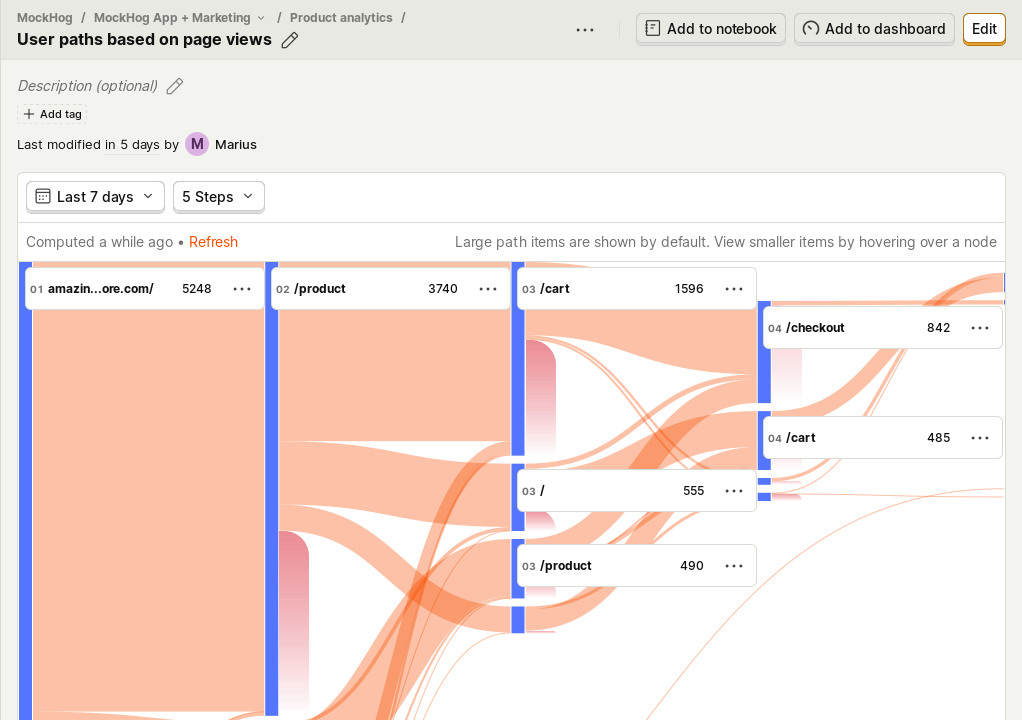 MockHog / MockHog App + Marketing / Product analytics /
User paths based on page views
Add to notebook
Add to dashboard
Edit
Description (optional)
Add tag
Last modified in 5 days by M Marius
Last 7 days
5 Steps
Computed a while ago • Refresh
Large path items are shown by default. View smaller items by hovering over a node
01 amazin...ore.com/ 5248
02 /product 3740
03 /cart 1596
04 /checkout 842
04 /cart 485
03 / 555
03 /product 490